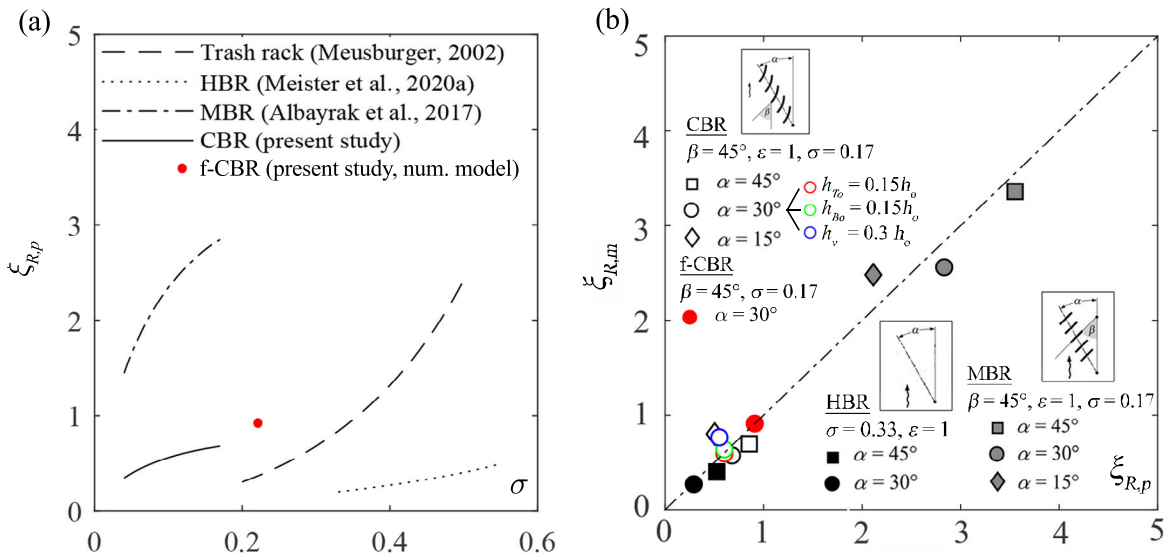 (a)
5
4
3
2
1
0
ξR,p
Trash rack (Meusburger, 2002)
HBR (Meister et al., 2020a)
MBR (Albayrak et al., 2017)
CBR (present study)
f-CBR (present study, num. model)
σ
0 0.2 0.4 0.6
(b)
5
4
3
2
1
0
ξR,m
α
β
CBR
β = 45°, ε = 1, σ = 0.17
α = 45°
α = 30°
α = 15°
hTo = 0.15ho
hBo = 0.15ho
hv = 0.3 ho
f-CBR
β = 45°, σ = 0.17
α = 30°
α
HBR
σ = 0.33, ε = 1
α = 45°
α = 30°
α
β
MBR
β = 45°, ε = 1, σ = 0.17
α = 45°
α = 30°
α = 15°
ξR,p
0 1 2 3 4 5